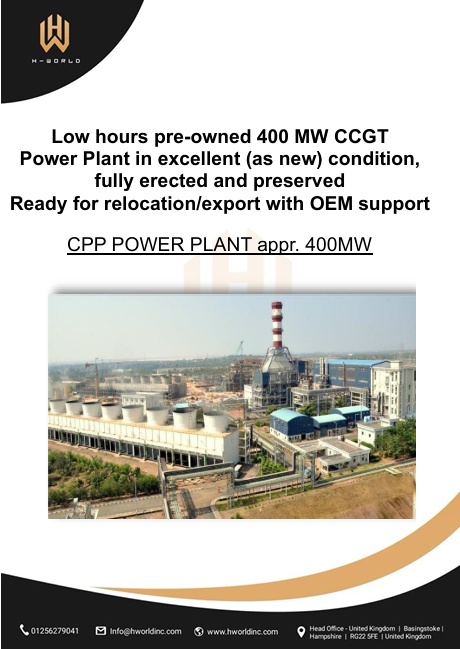 H-WORLD
Low hours pre-owned 400 MW CCGT
Power Plant in excellent (as new) condition,
fully erected and preserved
Ready for relocation/export with OEM support
CPP POWER PLANT appr. 400MW
01256279041
Info@hworldinc.com
www.hworldinc.com
Head Office - United Kingdom | Basingstoke |
Hampshire | RG22 5FE | United Kingdom